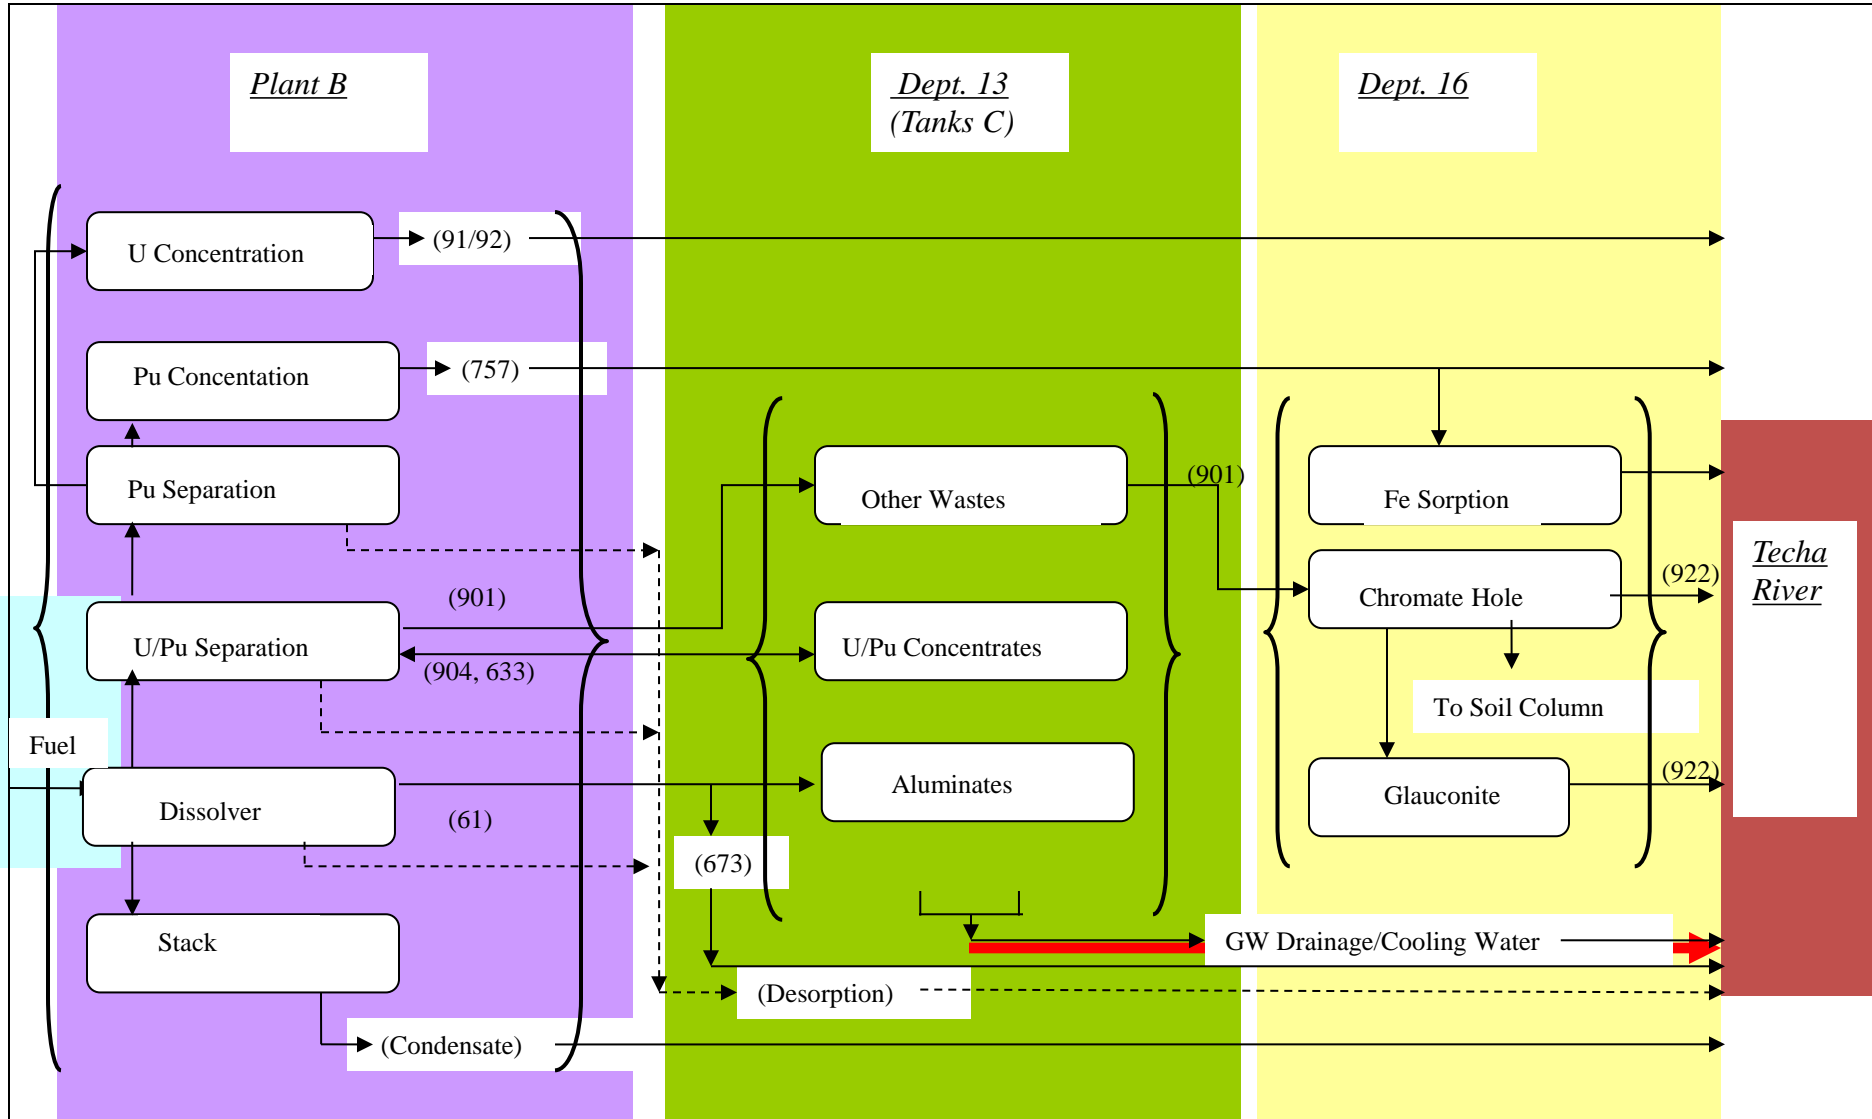 Plant B
Dept. 13
(Tanks C)
Dept. 16
U Concentration
(91/92)
Pu Concentation
(757)
Pu Separation
Other Wastes
(901)
Fe Sorption
Techa
River
(901)
U/Pu Separation
(904, 633)
U/Pu Concentrates
Chromate Hole
(922)
To Soil Column
Fuel
Dissolver
(61)
Aluminates
(673)
Glauconite
(922)
Stack
GW Drainage/Cooling Water
(Desorption)
(Condensate)